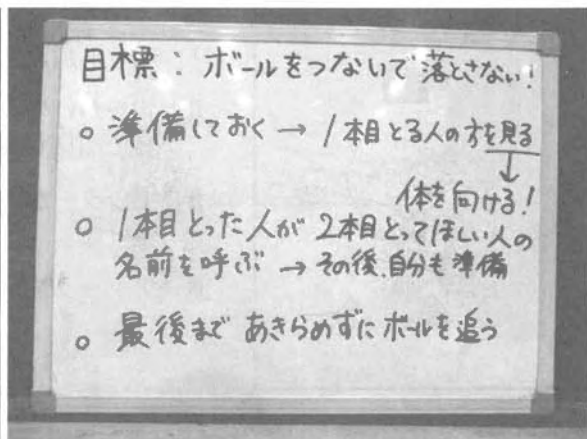 目標：ボールをつないで落とさない！
○ 準備しておく → 1本目とる人の方を見る
↓
体を向ける！
○ 1本目とった人が 2本目とってほしい人の
名前を呼ぶ → その後、自分も準備
○ 最後まで あきらめずにボールを追う